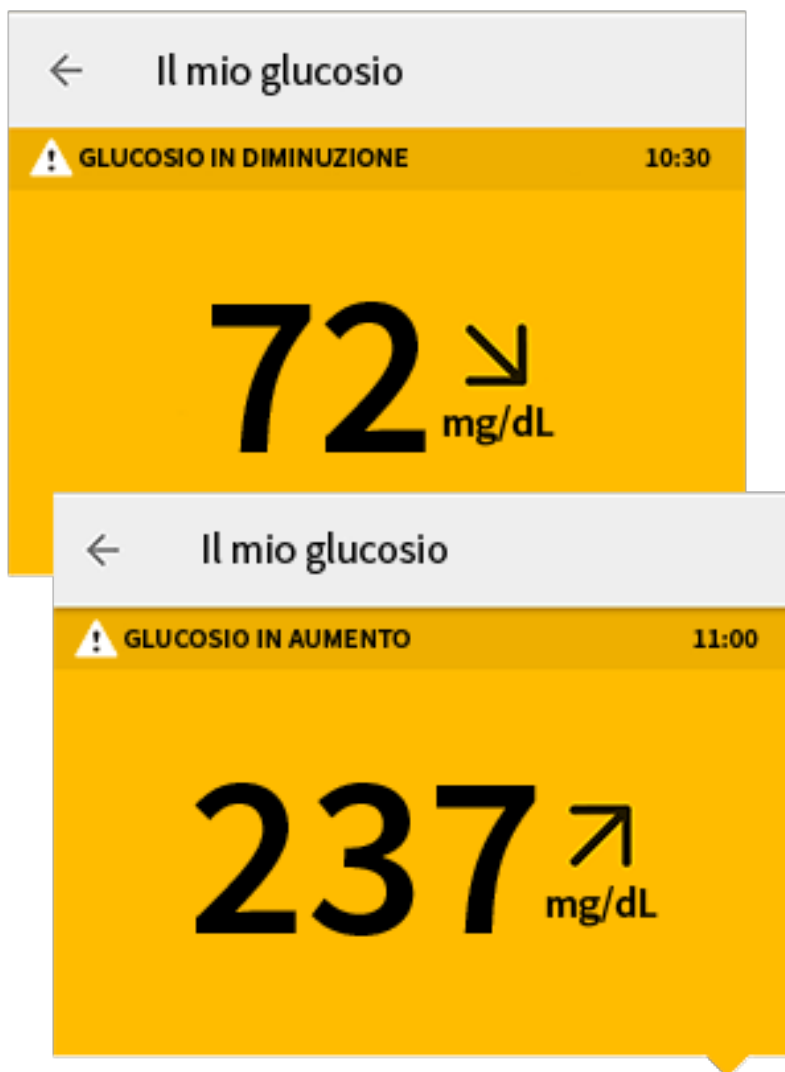 Il mio glucosio
GLUCOSIO IN DIMINUZIONE 10:30
72 mg/dL
Il mio glucosio
GLUCOSIO IN AUMENTO 11:00
237 mg/dL